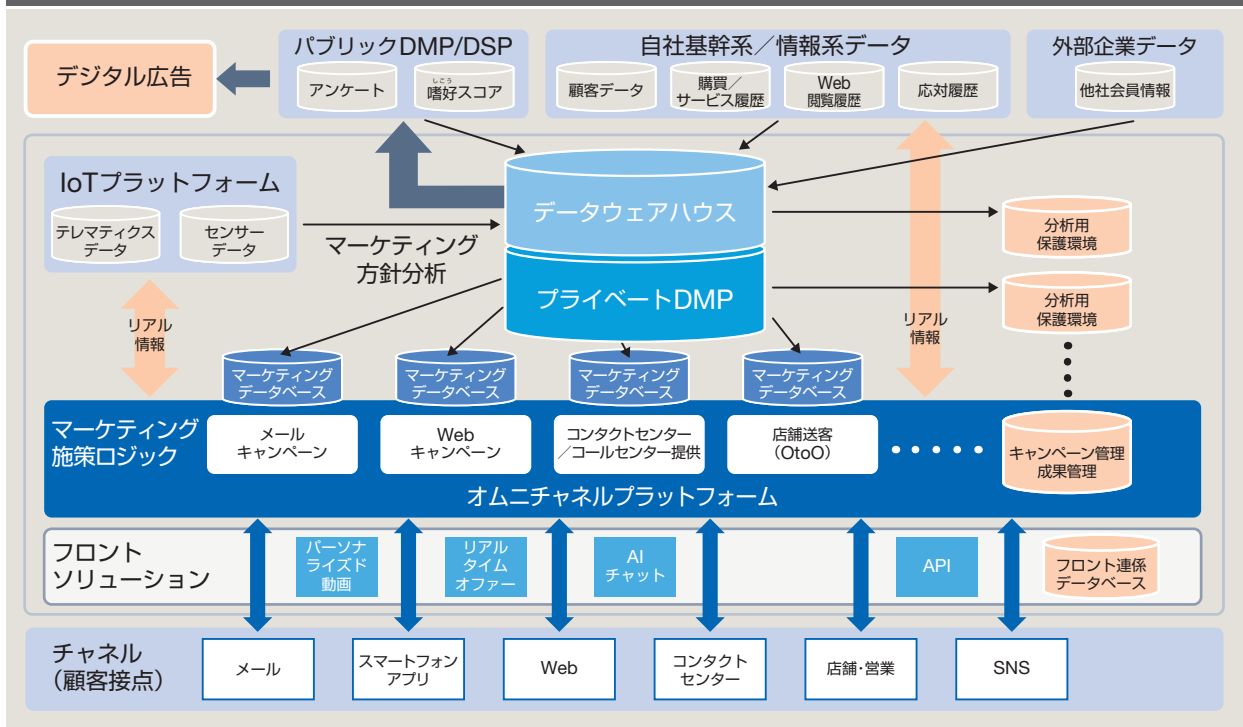 パブリックDMP/DSP
自社基幹系／情報系データ
外部企業データ
デジタル広告
アンケート
しこう
嗜好スコア
顧客データ
購買／
サービス履歴
Web
閲覧履歴
応対履歴
他社会員情報
IoTプラットフォーム
テレマティクス
データ
センサー
データ
マーケティング
方針分析
データウェアハウス
プライベートDMP
分析用
保護環境
分析用
保護環境
リアル
情報
リアル
情報
マーケティング
データベース
マーケティング
データベース
マーケティング
データベース
マーケティング
データベース
マーケティング
施策ロジック
メール
キャンペーン
Web
キャンペーン
コンタクトセンター
／コールセンター提供
店舗送客
（OtoO）
キャンペーン管理
成果管理
オムニチャネルプラットフォーム
フロント
ソリューション
パーソナ
ライズド
動画
リアル
タイム
オファー
AI
チャット
API
フロント連係
データベース
チャネル
（顧客接点）
メール
スマートフォン
アプリ
Web
コンタクト
センター
店舗・営業
SNS